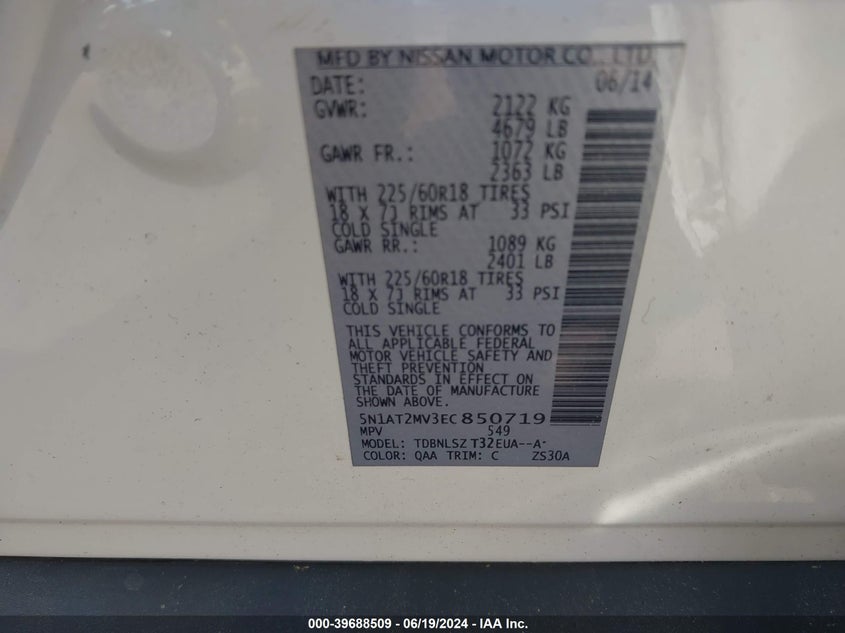 MFD BY NISSAN MOTOR CO., LTD.
DATE: 06/14
GVWR: 2122 KG
4679 LB
GAWR FR.: 1072 KG
2363 LB
WITH 225/60R18 TIRES
18 X 7J RIMS AT 33 PSI
COLD SINGLE
GAWR RR.: 1089 KG
2401 LB
WITH 225/60R18 TIRES
18 X 7J RIMS AT 33 PSI
COLD SINGLE
THIS VEHICLE CONFORMS TO
ALL APPLICABLE FEDERAL
MOTOR VEHICLE SAFETY AND
THEFT PREVENTION
STANDARDS IN EFFECT ON
THE DATE OF MANUFACTURE
SHOWN ABOVE.
5N1AT2MV3EC850719
MPV 549
MODEL: TDBNLSZ T32EUA--A-
COLOR: QAA TRIM: C ZS30A
000-39688509 - 06/19/2024 - IAA Inc.